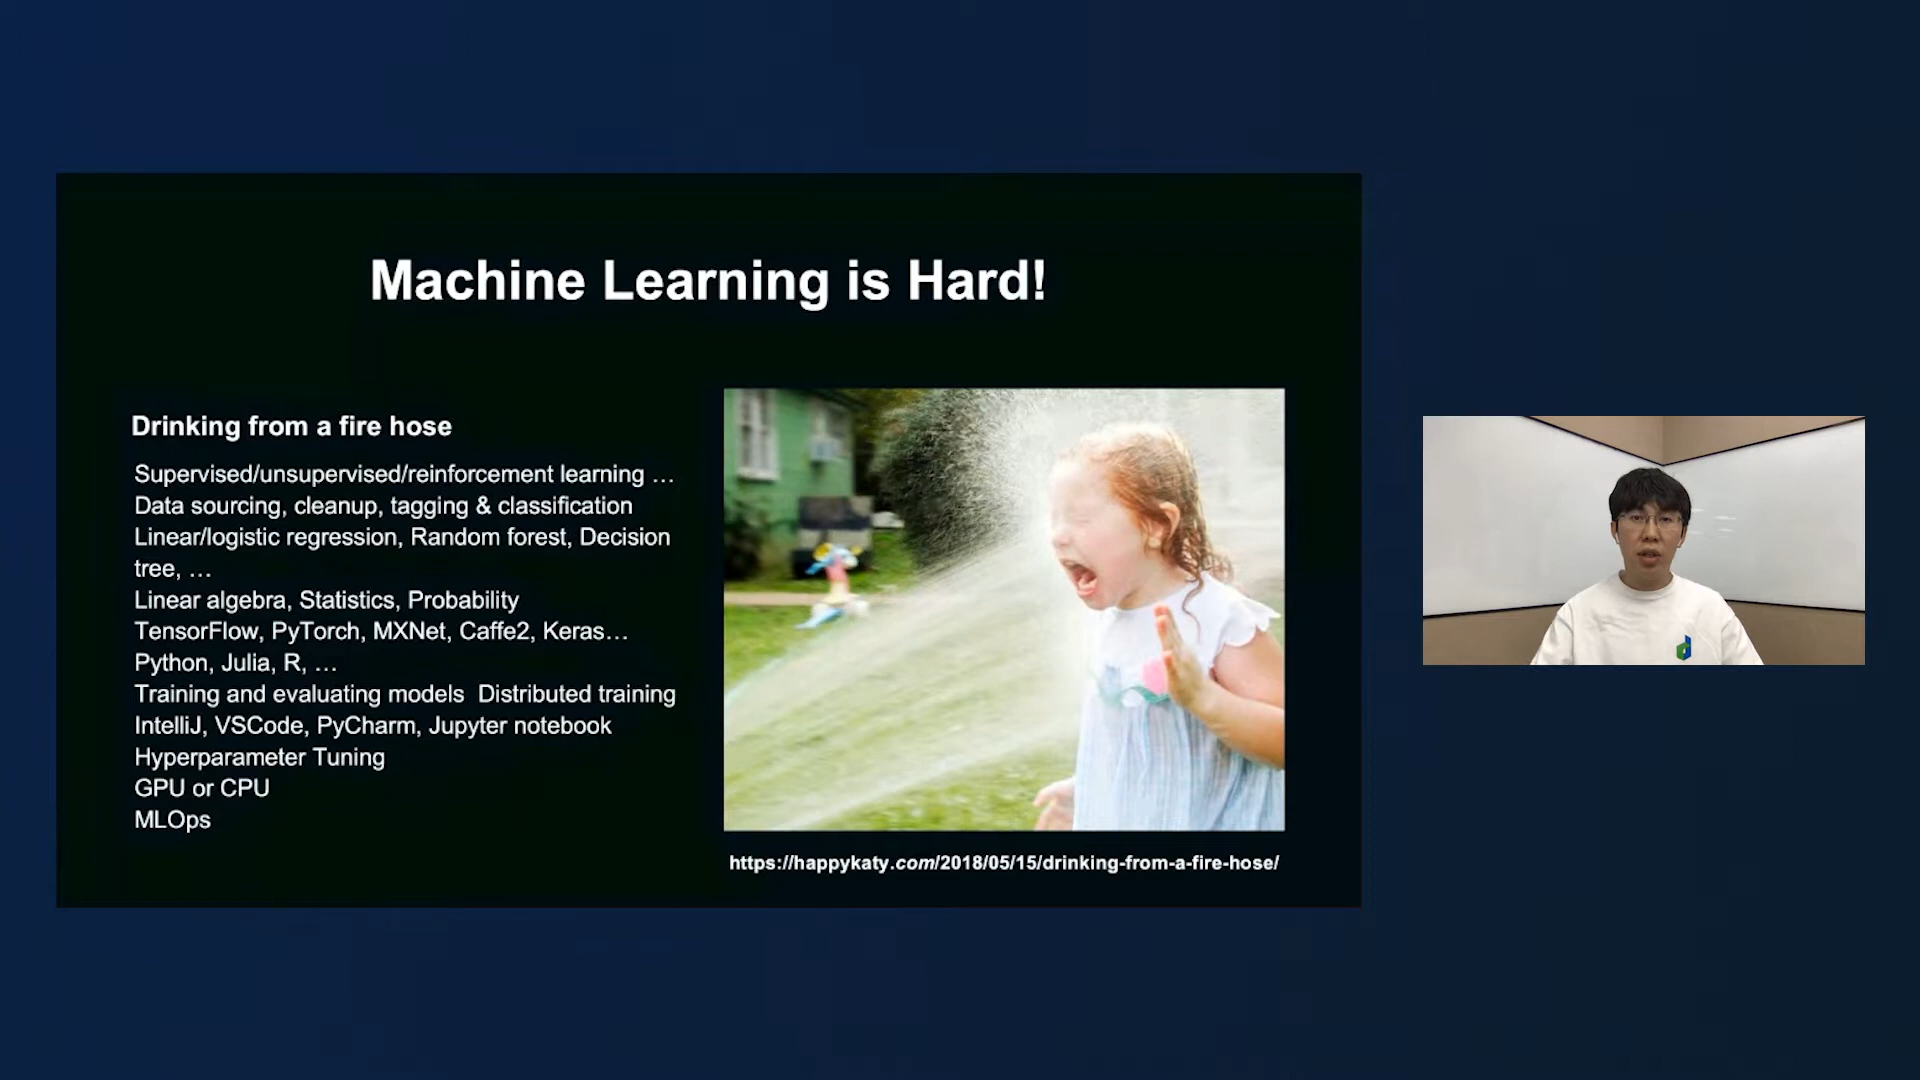 Machine Learning is Hard!
Drinking from a fire hose
Supervised/unsupervised/reinforcement learning …
Data sourcing, cleanup, tagging & classification
Linear/logistic regression, Random forest, Decision
tree, …
Linear algebra, Statistics, Probability
TensorFlow, PyTorch, MXNet, Caffe2, Keras…
Python, Julia, R, …
Training and evaluating models  Distributed training
IntelliJ, VSCode, PyCharm, Jupyter notebook
Hyperparameter Tuning
GPU or CPU
MLOps
https://happykaty.com/2018/05/15/drinking-from-a-fire-hose/